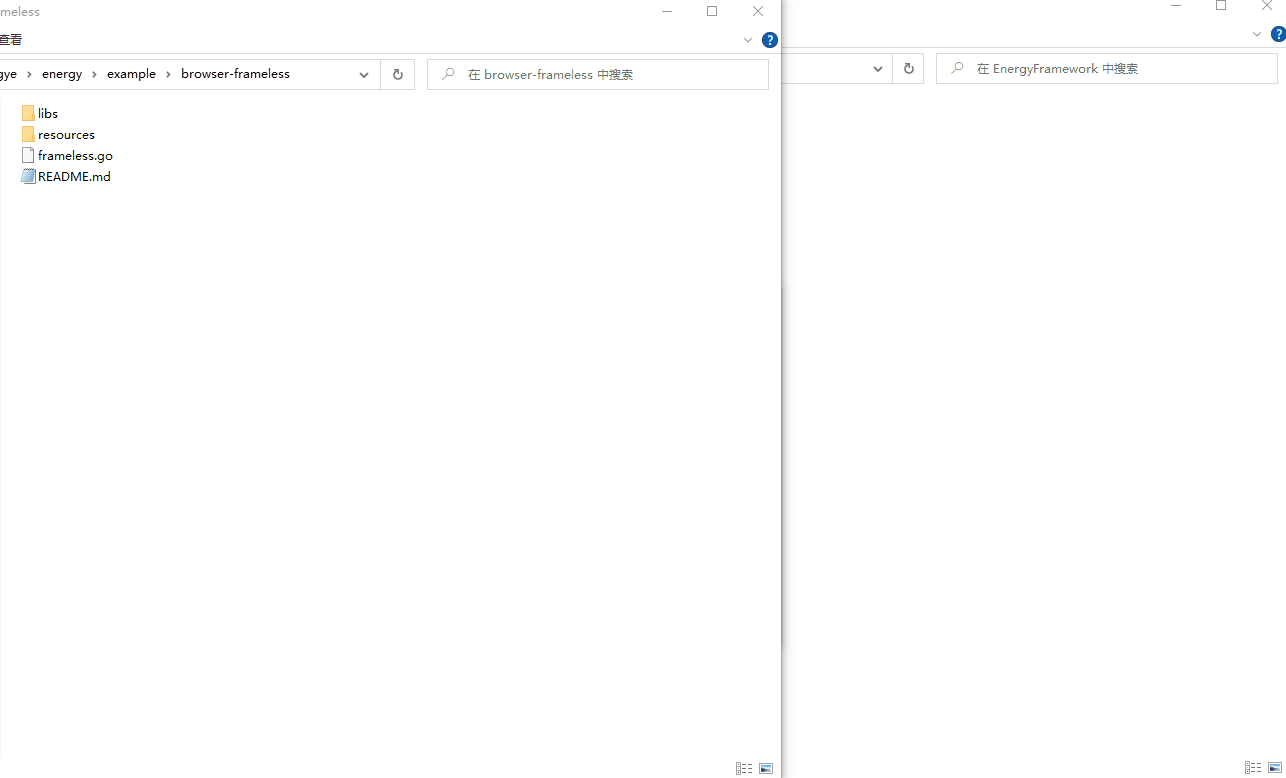 meless
查看
gye › energy › example › browser-frameless
在 browser-frameless 中搜索
libs
resources
frameless.go
README.md
在 EnergyFramework 中搜索